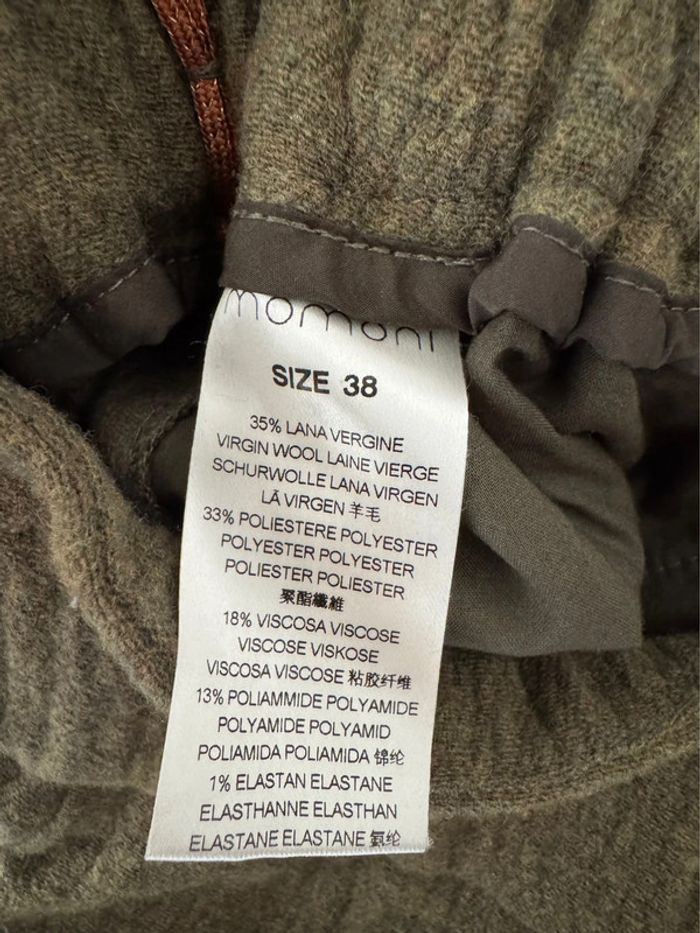 momoni
SIZE 38
35% LANA VERGINE
VIRGIN WOOL LAINE VIERGE
SCHURWOLLE LANA VIRGEN
LÃ VIRGEN 羊毛
33% POLIESTERE POLYESTER
POLYESTER POLYESTER
POLIESTER POLIESTER
聚酯纖維
18% VISCOSA VISCOSE
VISCOSE VISKOSE
VISCOSA VISCOSE 粘胶纤维
13% POLIAMMIDE POLYAMIDE
POLYAMIDE POLYAMID
POLIAMIDA POLIAMIDA 锦纶
1% ELASTAN ELASTANE
ELASTHANNE ELASTHAN
ELASTANE ELASTANE 氨纶